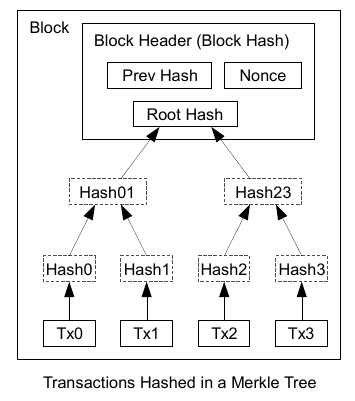 Block
Block Header (Block Hash)
Prev Hash Nonce
Root Hash
Hash01 Hash23
Hash0 Hash1 Hash2 Hash3
Tx0 Tx1 Tx2 Tx3
Transactions Hashed in a Merkle Tree